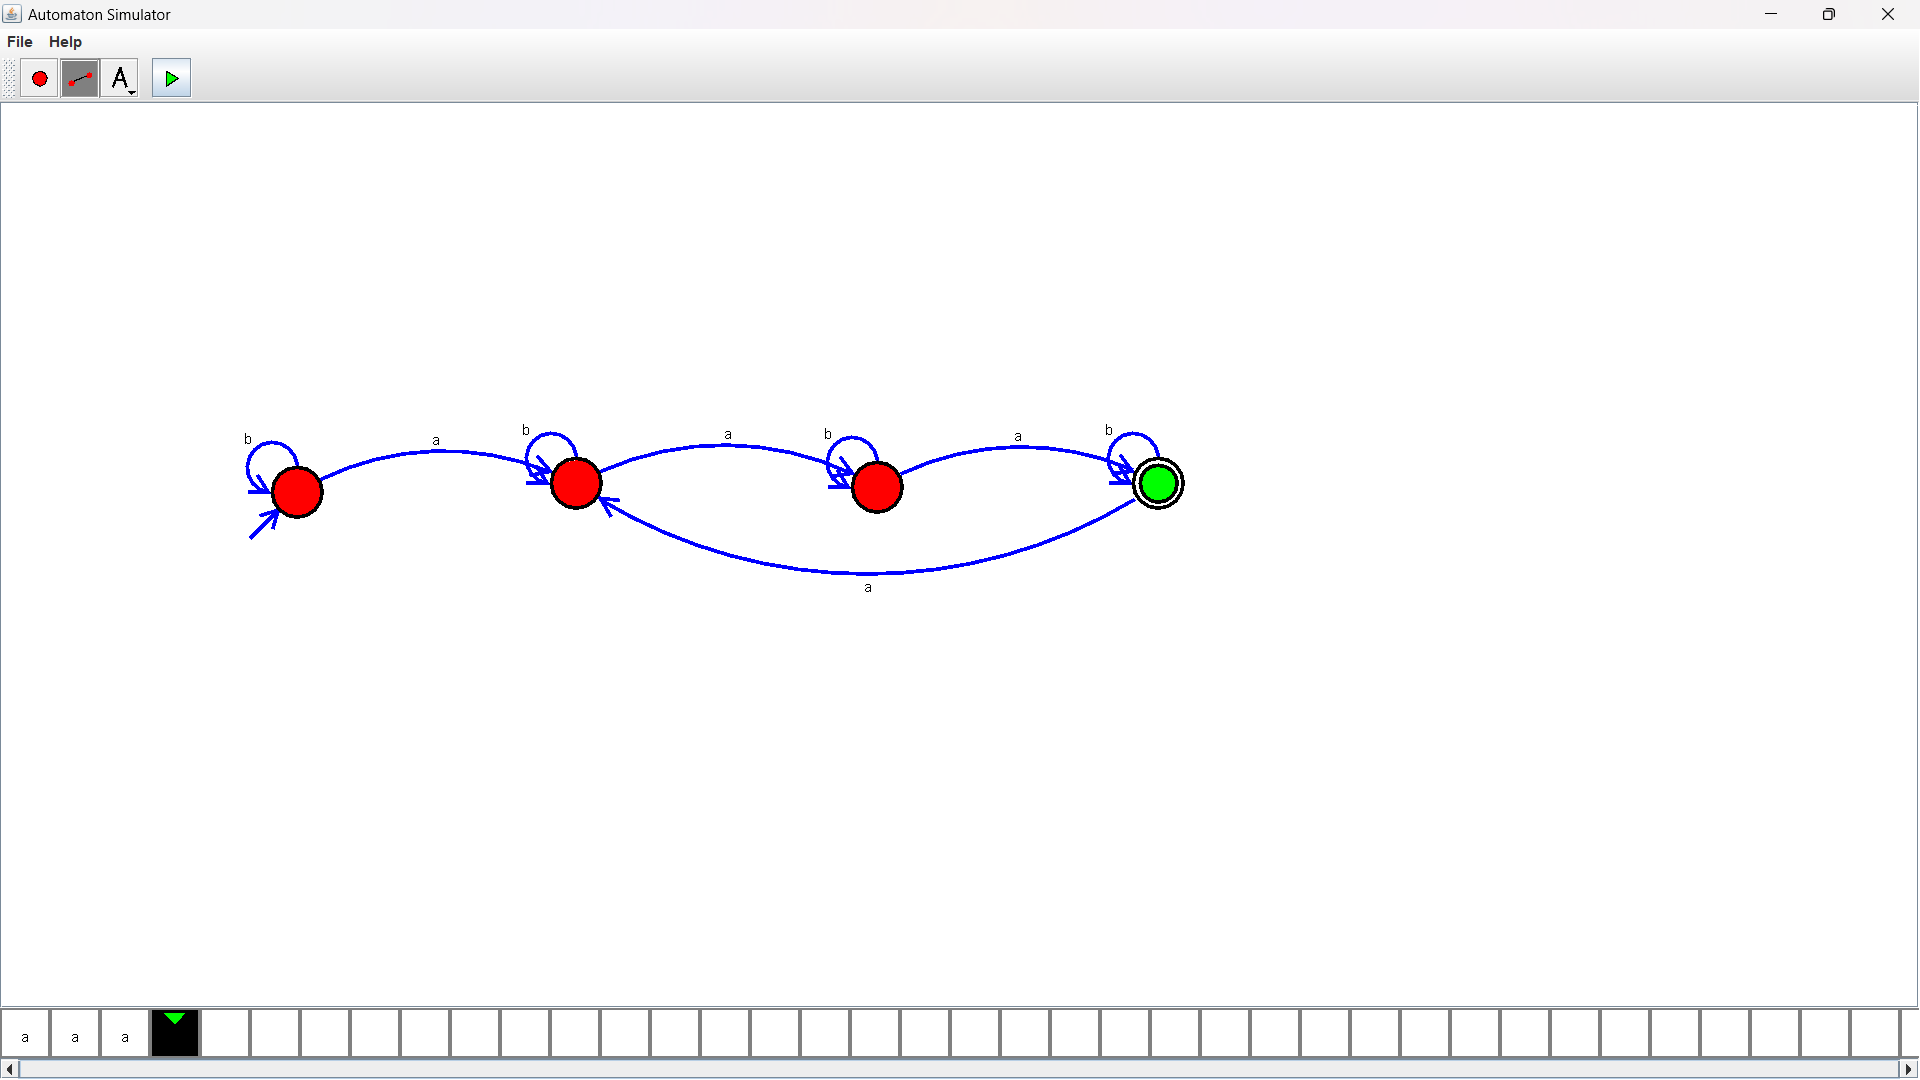 Automaton Simulator
File Help
A
b a b a b a b
a
a a a